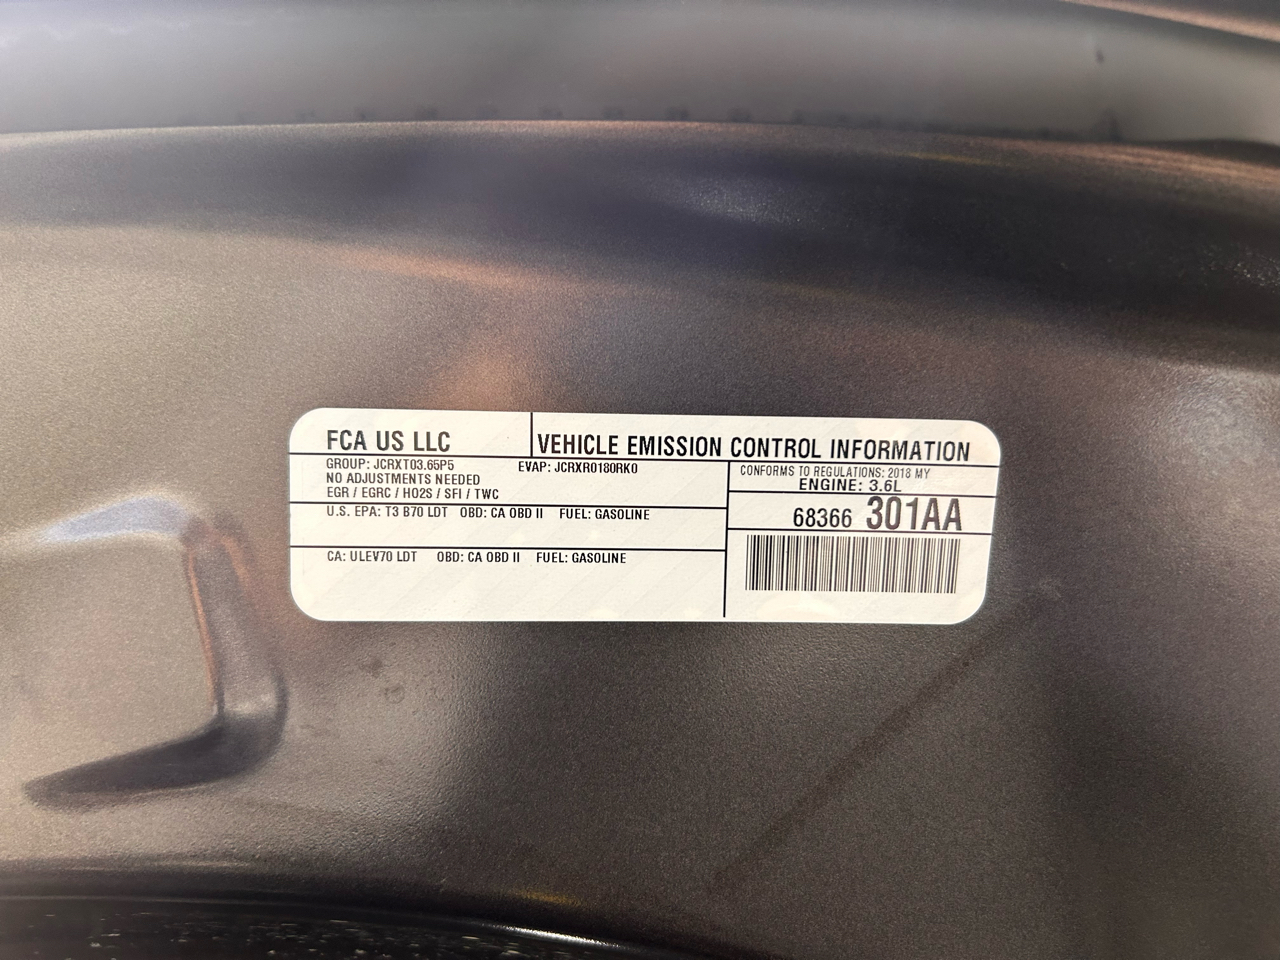 FCA US LLC
VEHICLE EMISSION CONTROL INFORMATION
GROUP: JCRXT03.65P5 EVAP: JCRXR0180RK0
NO ADJUSTMENTS NEEDED
EGR / EGRC / HO2S / SFI / TWC
U.S. EPA: T3 B70 LDT OBD: CA OBD II FUEL: GASOLINE
CA: ULEV70 LDT OBD: CA OBD II FUEL: GASOLINE
CONFORMS TO REGULATIONS: 2018 MY
ENGINE: 3.6L
68366 301AA